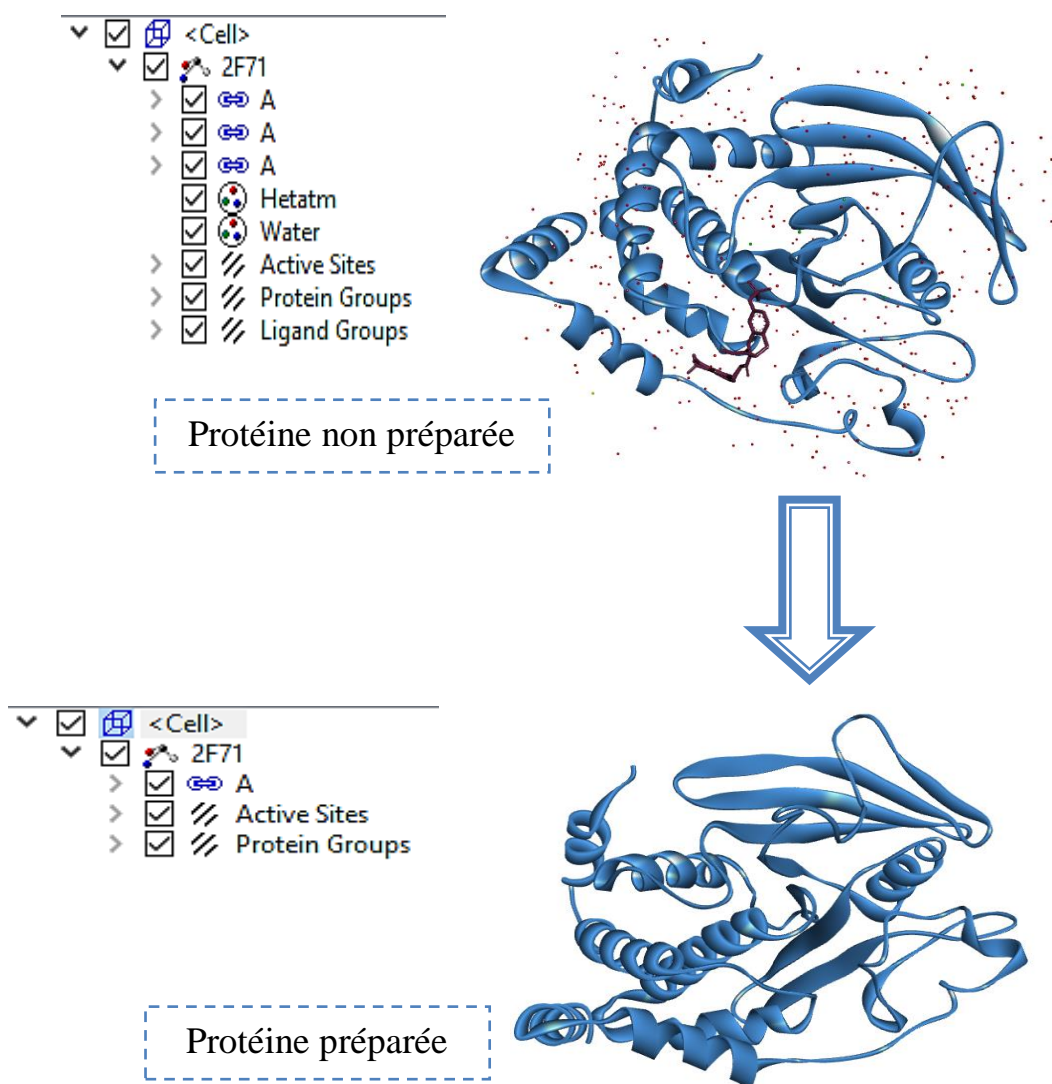 <Cell>
2F71
A
A
A
Hetatm
Water
Active Sites
Protein Groups
Ligand Groups
Protéine non préparée
<Cell>
2F71
A
Active Sites
Protein Groups
Protéine préparée